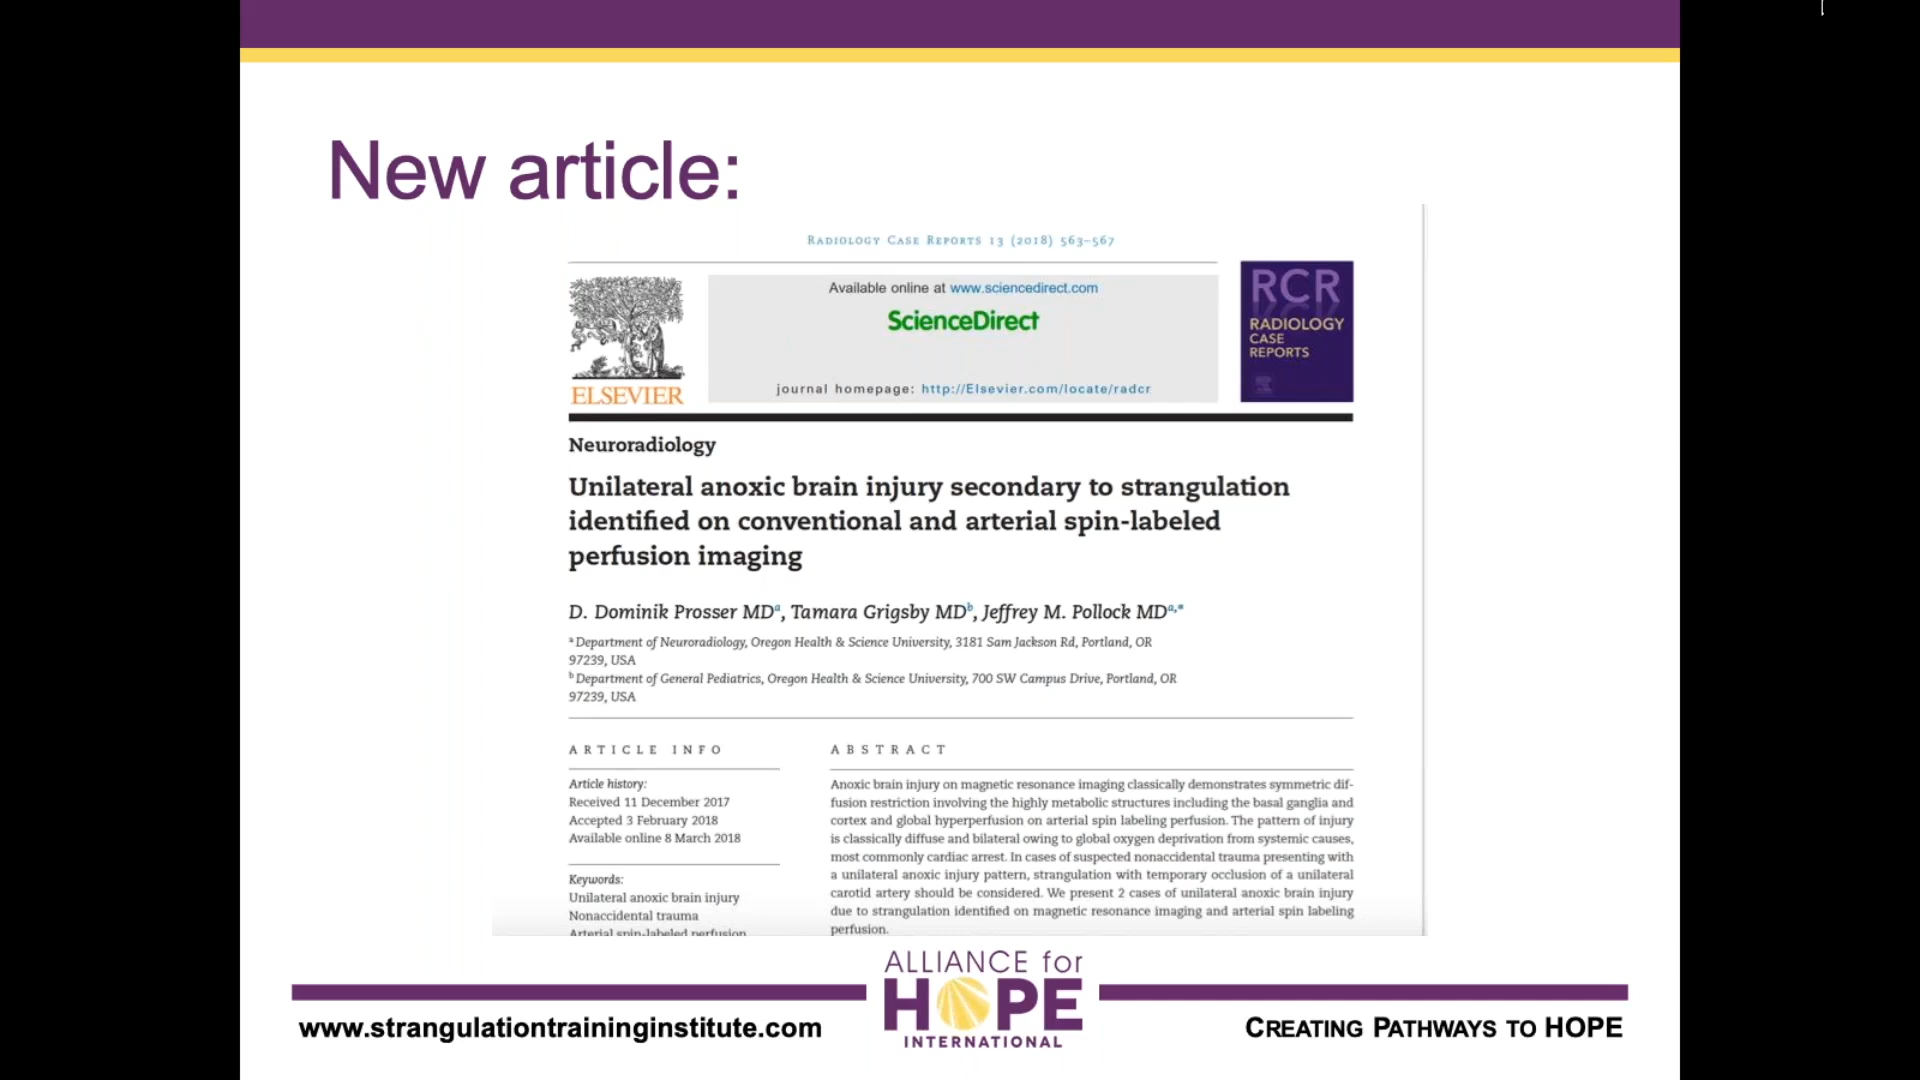 New article:
RADIOLOGY CASE REPORTS 13 (2018) 563–567
Available online at www.sciencedirect.com
ScienceDirect
journal homepage: http://Elsevier.com/locate/radcr
ELSEVIER
RCR
RADIOLOGY
CASE
REPORTS
Neuroradiology
Unilateral anoxic brain injury secondary to strangulation
identified on conventional and arterial spin-labeled
perfusion imaging
D. Dominik Prosser MDa, Tamara Grigsby MDb, Jeffrey M. Pollock MDa,*
a Department of Neuroradiology, Oregon Health & Science University, 3181 Sam Jackson Rd, Portland, OR
97239, USA
b Department of General Pediatrics, Oregon Health & Science University, 700 SW Campus Drive, Portland, OR
97239, USA
ARTICLE INFO
Article history:
Received 11 December 2017
Accepted 3 February 2018
Available online 8 March 2018
Keywords:
Unilateral anoxic brain injury
Nonaccidental trauma
Arterial spin-labeled perfusion
ABSTRACT
Anoxic brain injury on magnetic resonance imaging classically demonstrates symmetric dif-
fusion restriction involving the highly metabolic structures including the basal ganglia and
cortex and global hyperperfusion on arterial spin labeling perfusion. The pattern of injury
is classically diffuse and bilateral owing to global oxygen deprivation from systemic causes,
most commonly cardiac arrest. In cases of suspected nonaccidental trauma presenting with
a unilateral anoxic injury pattern, strangulation with temporary occlusion of a unilateral
carotid artery should be considered. We present 2 cases of unilateral anoxic brain injury
due to strangulation identified on magnetic resonance imaging and arterial spin labeling
perfusion.
www.strangulationtraininginstitute.com
ALLIANCE for
HOPE
INTERNATIONAL
CREATING PATHWAYS TO HOPE